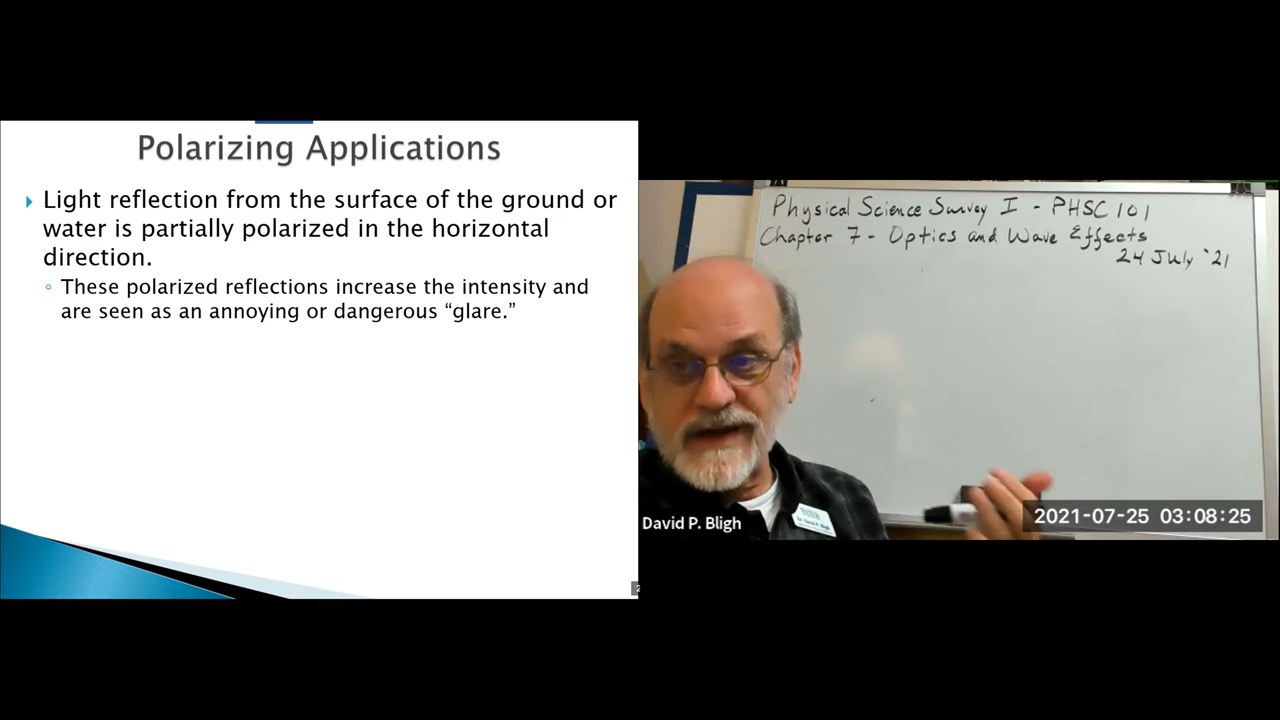 Polarizing Applications
Light reflection from the surface of the ground or
water is partially polarized in the horizontal
direction.
These polarized reflections increase the intensity and
are seen as an annoying or dangerous “glare.”
Physical Science Survey I - PHSC 101
Chapter 7 - Optics and Wave Effects
24 July '21
David P. Bligh
2021-07-25 03:08:25